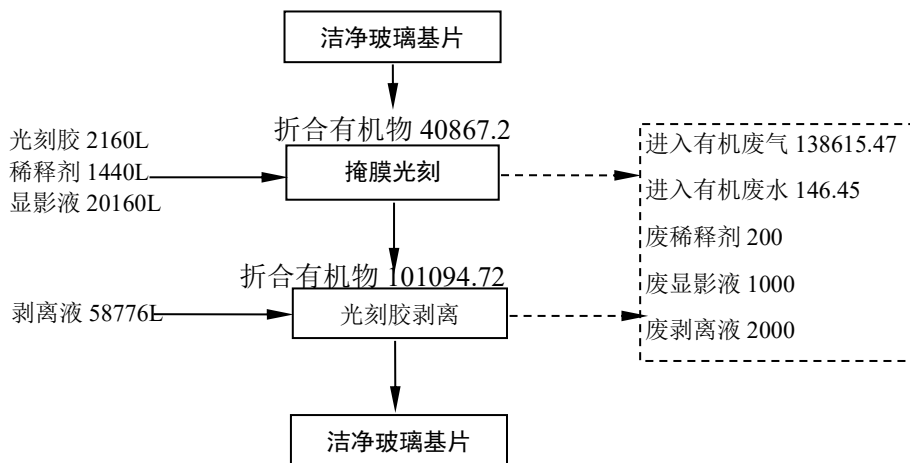 洁净玻璃基片
折合有机物 40867.2
光刻胶 2160L
稀释剂 1440L
显影液 20160L
掩膜光刻
进入有机废气 138615.47
进入有机废水 146.45
废稀释剂 200
废显影液 1000
废剥离液 2000
折合有机物 101094.72
剥离液 58776L
光刻胶剥离
洁净玻璃基片